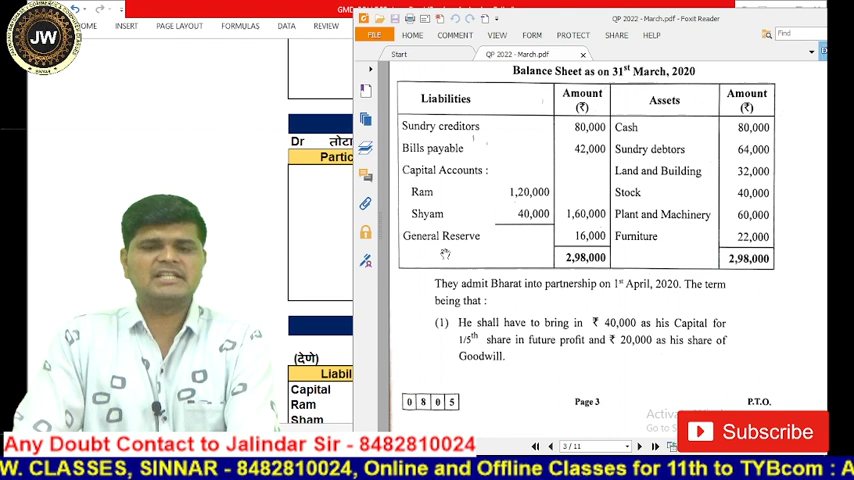 JW
GMD
QP 2022 - March.pdf - Foxit Reader
HOME INSERT PAGE LAYOUT FORMULAS DATA REVIEW
FILE HOME COMMENT VIEW FORM PROTECT SHARE HELP
Find
Start QP 2022 - March.pdf
Balance Sheet as on 31st March, 2020
Liabilities Amount (₹) Assets Amount (₹)
Sundry creditors 80,000 Cash 80,000
Bills payable 42,000 Sundry debtors 64,000
Capital Accounts : Land and Building 32,000
Ram 1,20,000 Stock 40,000
Shyam 40,000 1,60,000 Plant and Machinery 60,000
General Reserve 16,000 Furniture 22,000
2,98,000 2,98,000
They admit Bharat into partnership on 1st April, 2020. The term
being that :
(1) He shall have to bring in ₹ 40,000 as his Capital for
1/5th share in future profit and ₹ 20,000 as his share of
Goodwill.
0 8 0 5 Page 3 P.T.O.
3 / 11
Dr तोटा
Partic
(देणे)
Liabil
Capital
Ram
Sham
Subscribe
Any Doubt Contact to Jalindar Sir - 8482810024
W. CLASSES, SINNAR - 8482810024, Online and Offline Classes for 11th to TYBcom : A